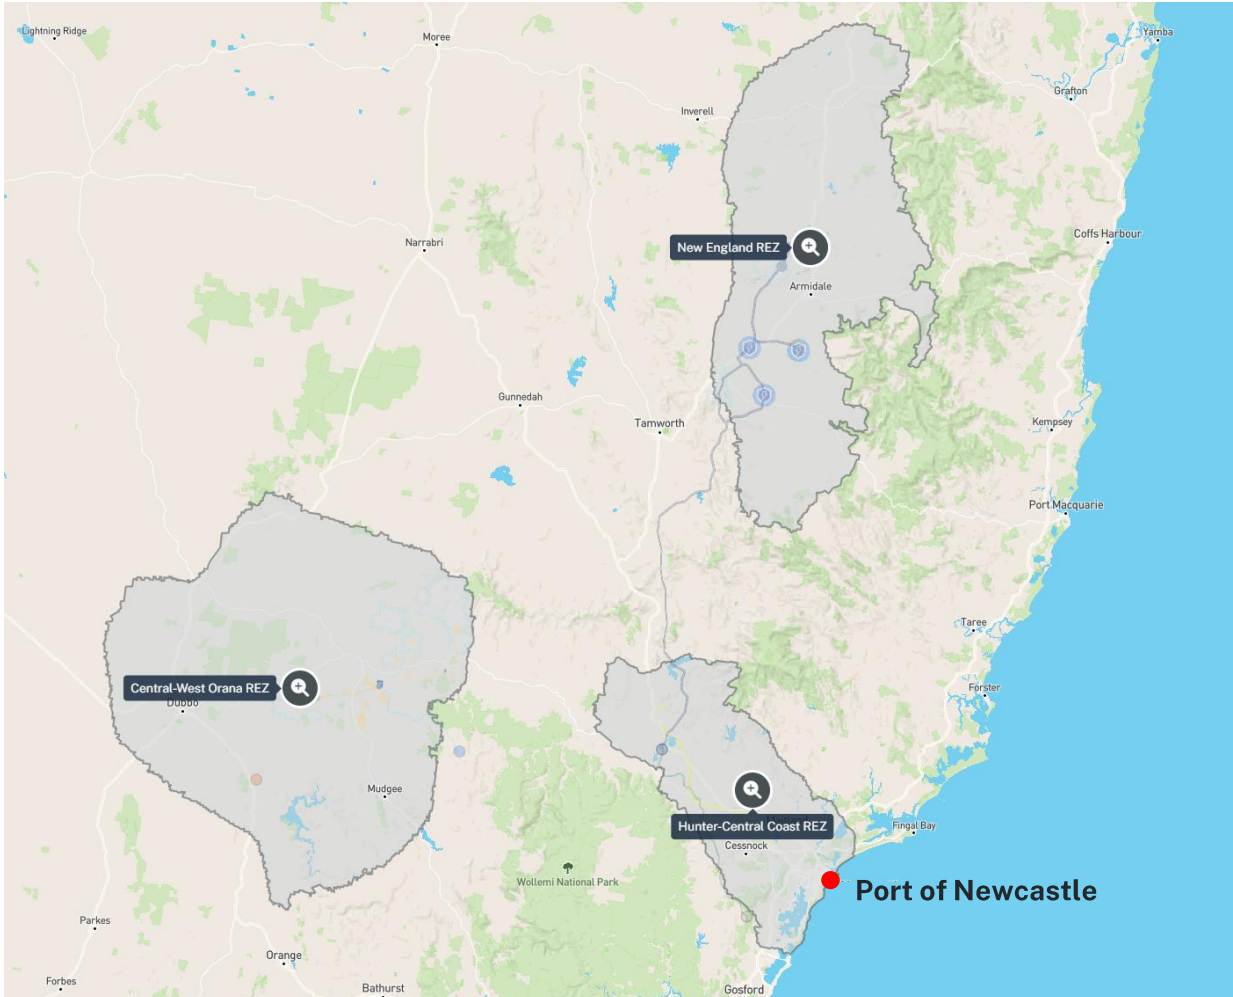 Lightning Ridge
Moree
Yamba
Grafton
Inverell
Coffs Harbour
Narrabri
New England REZ
Armidale
Gunnedah
Tamworth
Kempsey
Port Macquarie
Taree
Forster
Central-West Orana REZ
Dubbo
Mudgee
Hunter-Central Coast REZ
Fingal Bay
Cessnock
Wollemi National Park
Port of Newcastle
Parkes
Orange
Forbes
Bathurst
Gosford